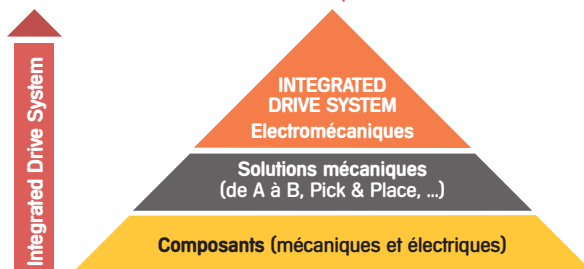 Integrated Drive System
INTEGRATED
DRIVE SYSTEM
Electromécaniques
Solutions mécaniques
(de A à B, Pick & Place, ...)
Composants (mécaniques et électriques)